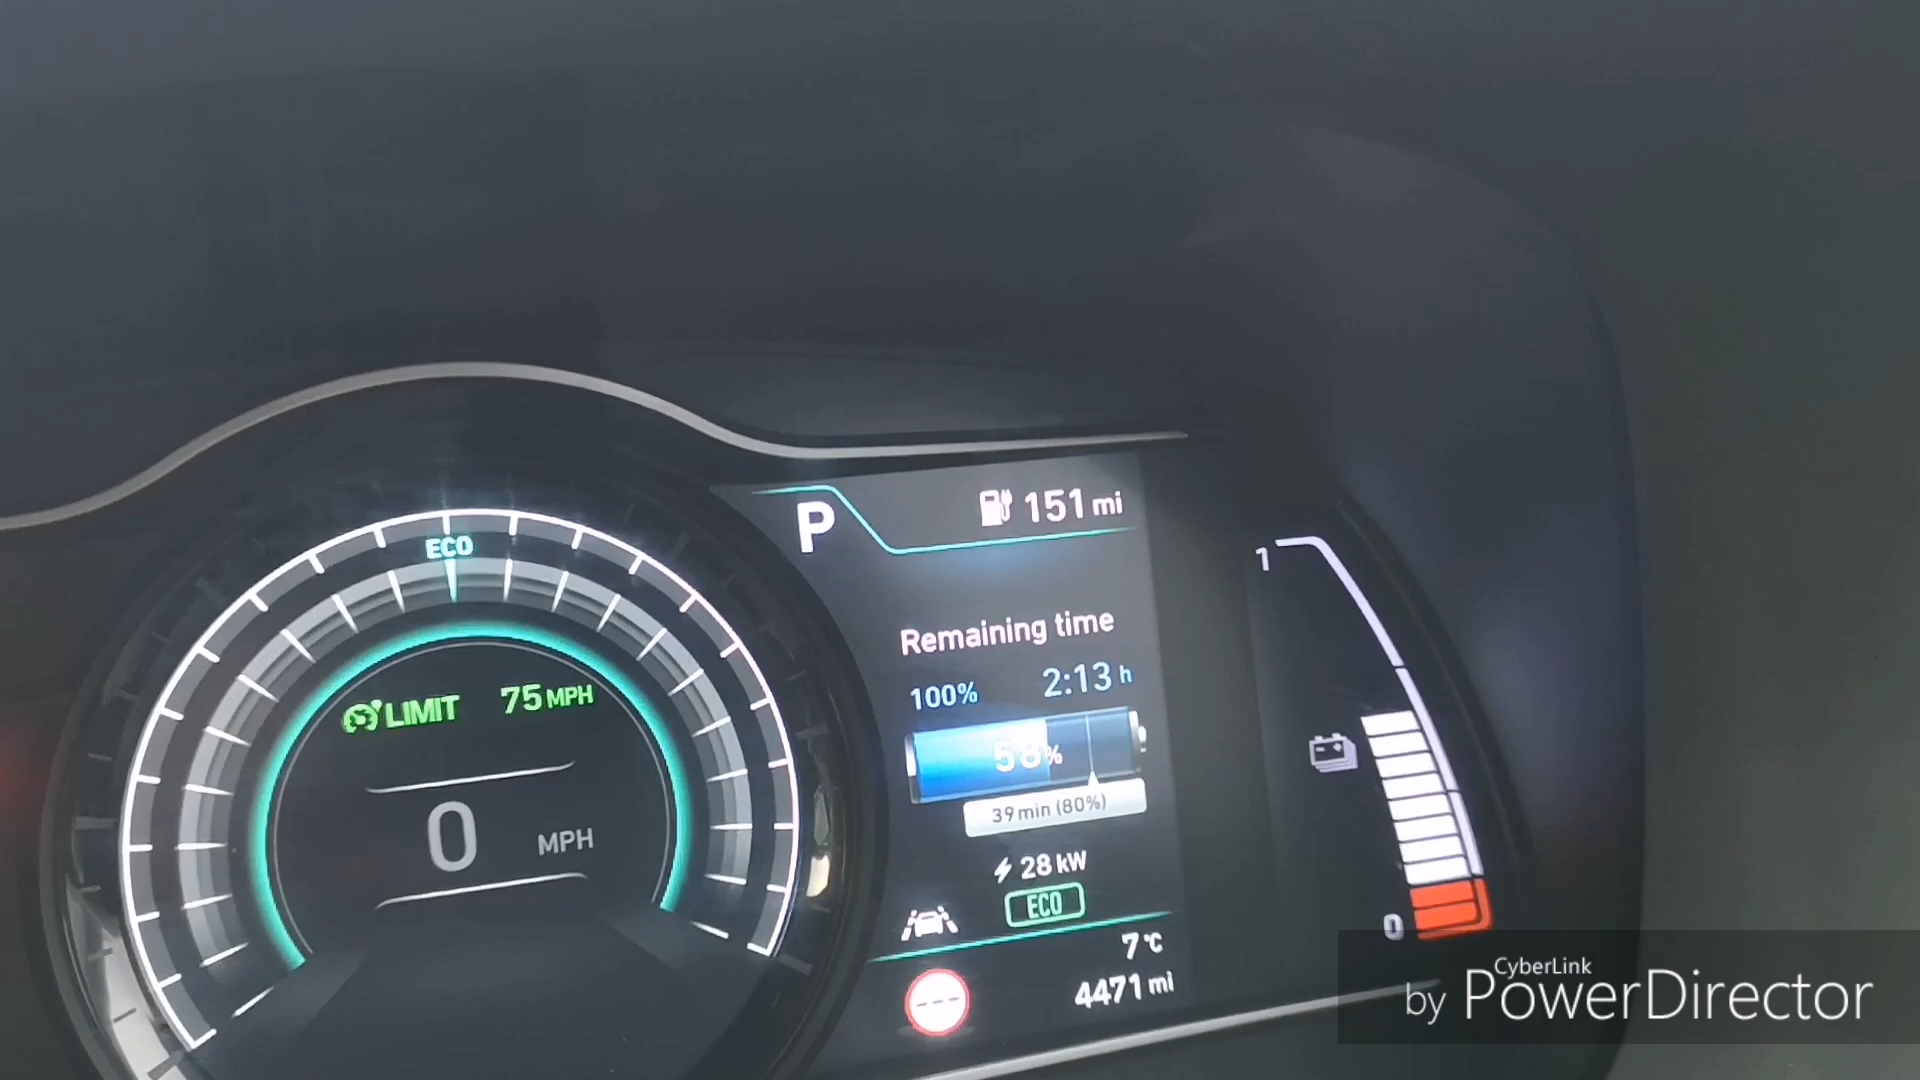 ECO
LIMIT 75 MPH
0 MPH
P
151 mi
Remaining time
100% 2:13 h
58%
39 min (80%)
28 kW
ECO
7 °C
---
4471 mi
1
0
CyberLink
by PowerDirector